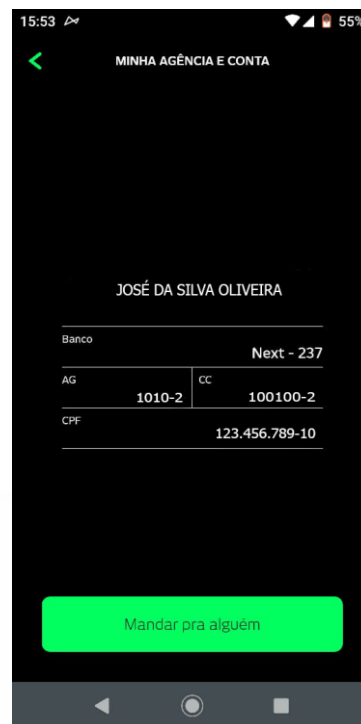 15:53 55%
MINHA AGÊNCIA E CONTA
JOSÉ DA SILVA OLIVEIRA
Banco
Next - 237
AG CC
1010-2 100100-2
CPF
123.456.789-10
Mandar pra alguém